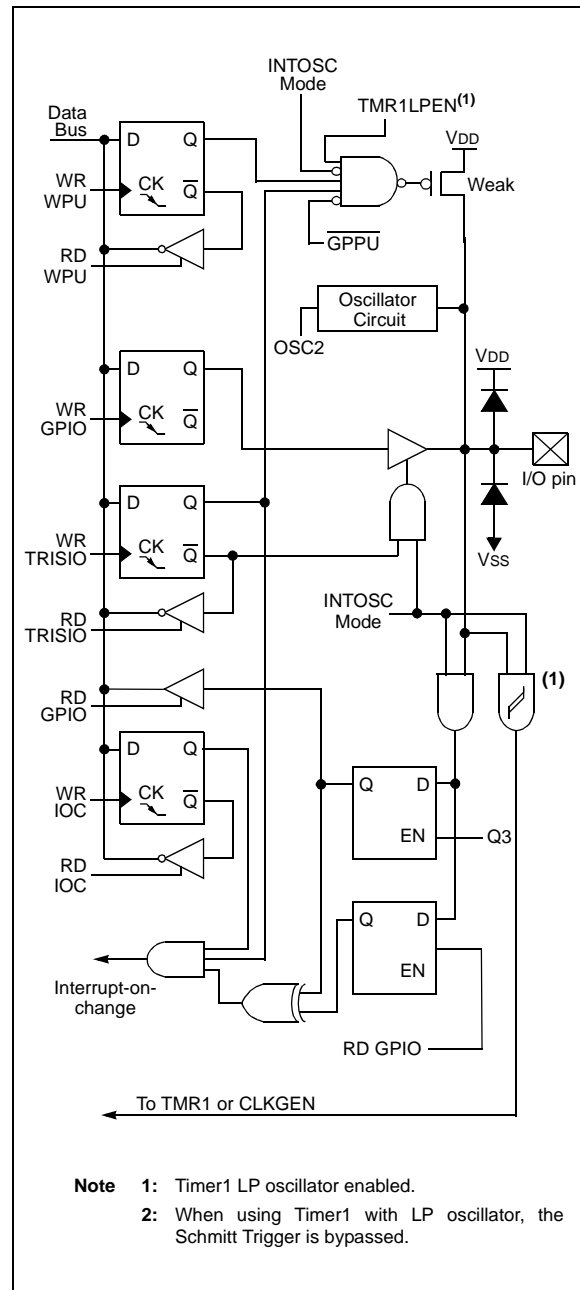 INTOSC
Mode
TMR1LPEN(1)
Data
Bus
VDD
D Q
WR
WPU
CK Q
Weak
RD
WPU
GPPU
Oscillator
Circuit
OSC2
D Q
VDD
WR
GPIO
CK Q
I/O pin
D Q
WR
TRISIO
CK Q
VSS
INTOSC
Mode
RD
TRISIO
(1)
RD
GPIO
D Q
WR
IOC
CK Q
Q D
EN
Q3
RD
IOC
Q D
EN
Interrupt-on-
change
RD GPIO
To TMR1 or CLKGEN
Note 1: Timer1 LP oscillator enabled.
2: When using Timer1 with LP oscillator, the
Schmitt Trigger is bypassed.